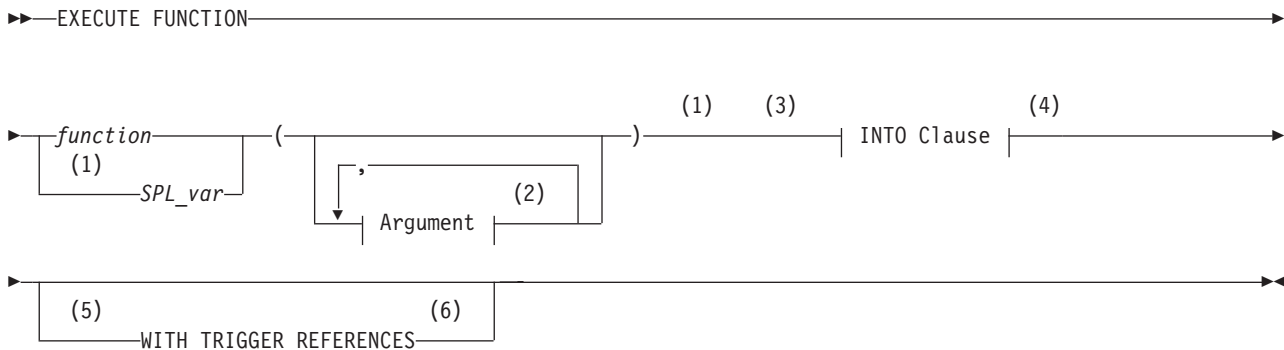 EXECUTE FUNCTION
(1) (3) (4)
function ( ) INTO Clause
(1) ,
SPL_var (2)
Argument
(5) (6)
WITH TRIGGER REFERENCES